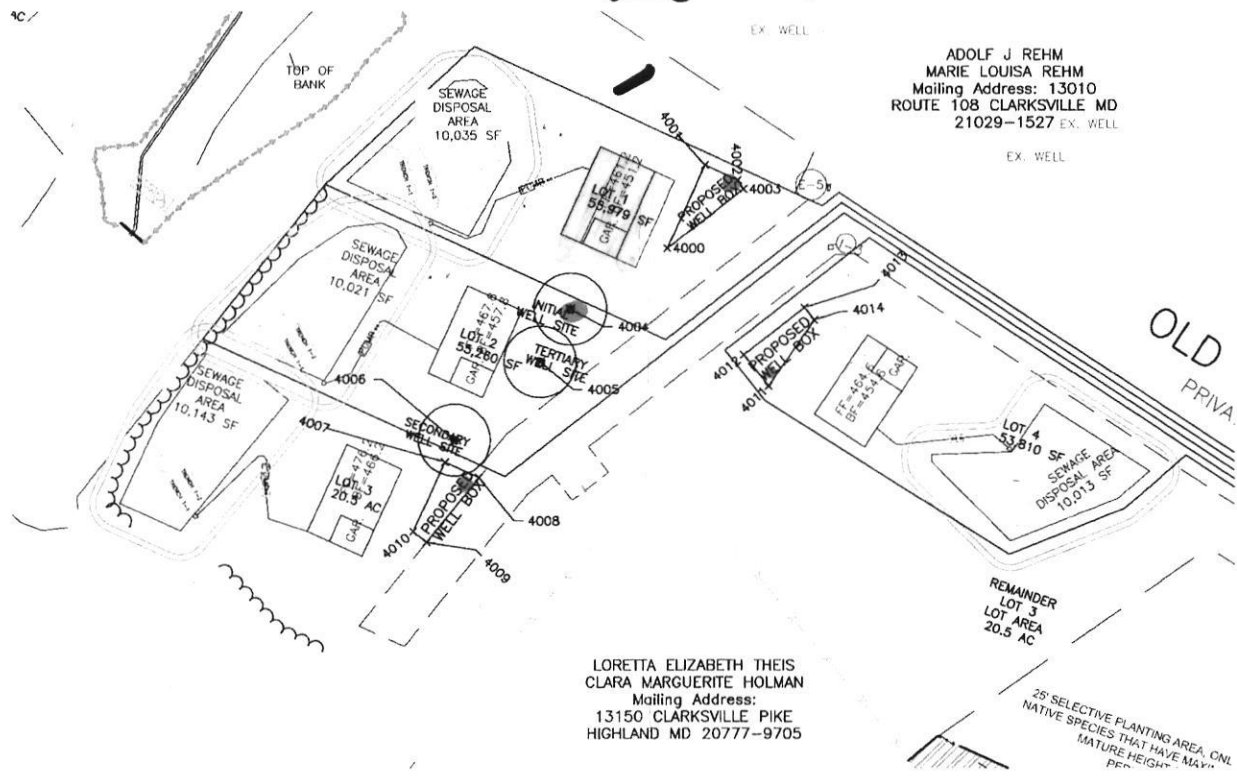 AC
EX. WELL
TOP OF
BANK
ADOLF J REHM
MARIE LOUISA REHM
Mailing Address: 13010
ROUTE 108 CLARKSVILLE MD
21029-1527 EX. WELL
EX. WELL
SEWAGE
DISPOSAL
AREA
10,035 SF
4001
4002
4003
E-5
PROPOSED
WELL BOX
LOT 1
55,979 SF
GAR.
4000
SEWAGE
DISPOSAL
AREA
10,021 SF
INITIAL
WELL SITE
4004
LOT 2
55,280 SF
GAR.
TERTIARY
WELL SITE
4005
4006
SEWAGE
DISPOSAL
AREA
10,143 SF
4007
SECONDARY
WELL SITE
LOT 3
20.5 AC
GAR.
PROPOSED
WELL BOX
4008
4010
4009
4013
4014
PROPOSED
WELL BOX
4012
4011
FF=464.
BF=454.
GAR.
OLD
PRIVA
LOT 4
53,810 SF
SEWAGE
DISPOSAL AREA
10,013 SF
REMAINDER
LOT 3
LOT AREA
20.5 AC
LORETTA ELIZABETH THEIS
CLARA MARGUERITE HOLMAN
Mailing Address:
13150 CLARKSVILLE PIKE
HIGHLAND MD 20777-9705
25' SELECTIVE PLANTING AREA, ONL
NATIVE SPECIES THAT HAVE MAXI
MATURE HEIGHT